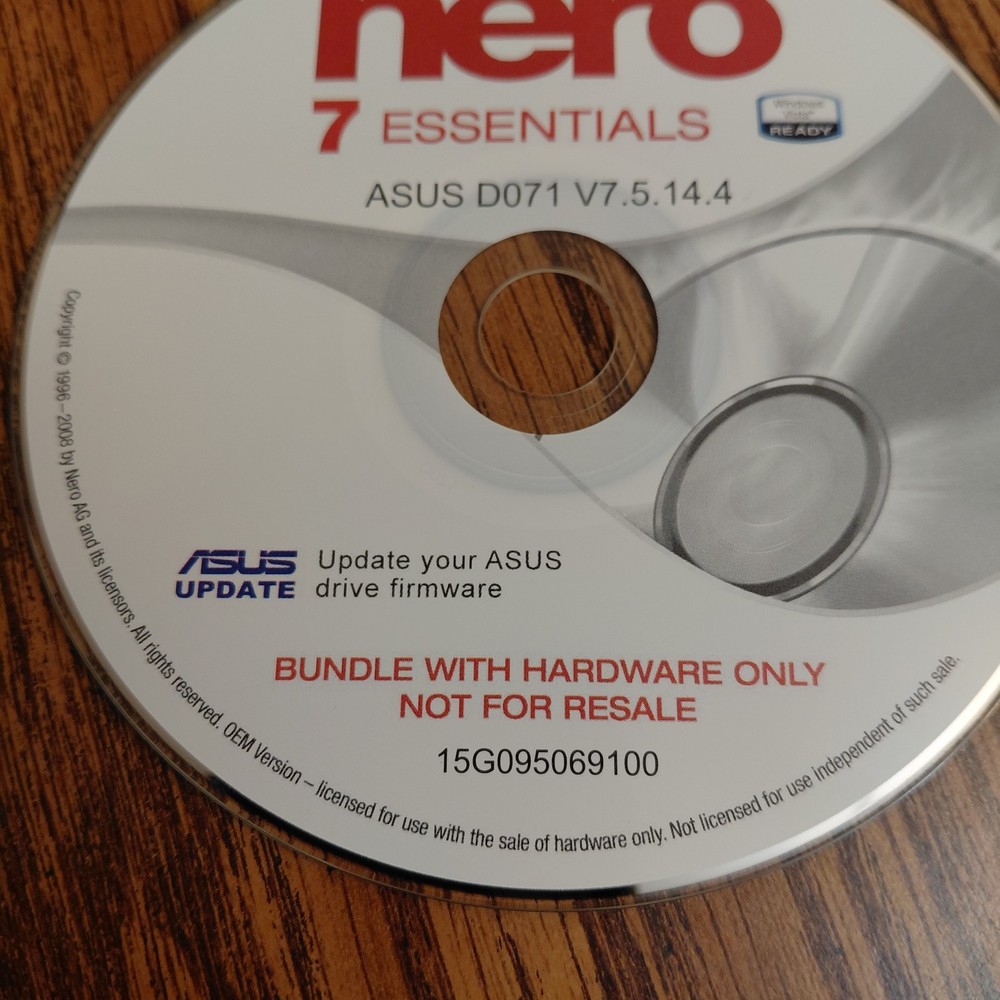 nero
7 ESSENTIALS
Windows
Vista
READY
ASUS D071 V7.5.14.4
ASUS
UPDATE
Update your ASUS
drive firmware
BUNDLE WITH HARDWARE ONLY
NOT FOR RESALE
15G095069100
Copyright © 1996–2008 by Nero AG and its licensors. All rights reserved. OEM Version – licensed for use with the sale of hardware only. Not licensed for use independent of such sale.